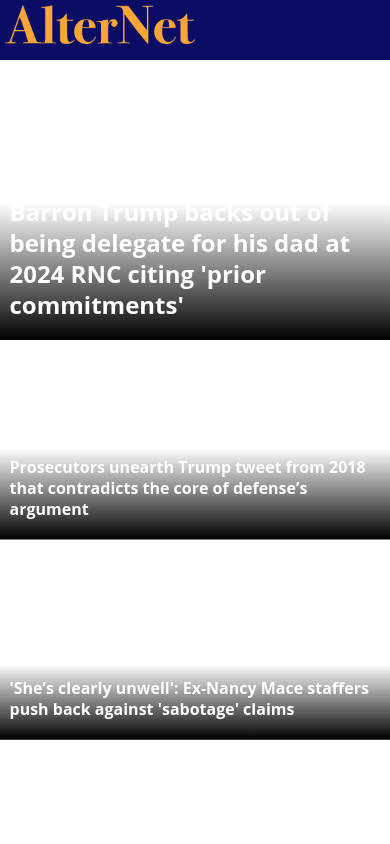 AlterNet
Barron Trump backs out of
being delegate for his dad at
2024 RNC citing 'prior
commitments'
Prosecutors unearth Trump tweet from 2018
that contradicts the core of defense’s
argument
'She’s clearly unwell': Ex-Nancy Mace staffers
push back against 'sabotage' claims